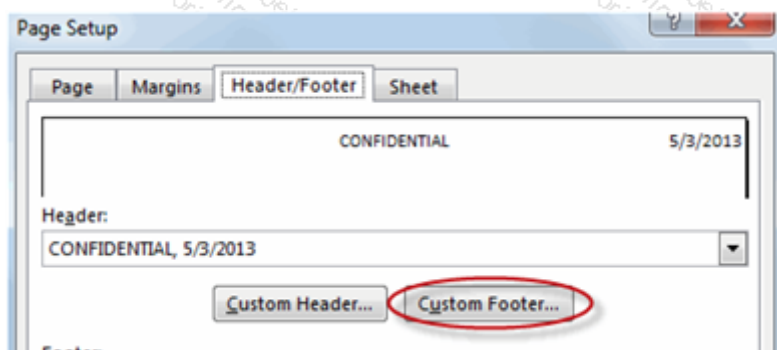 Page Setup
Page Margins Header/Footer Sheet
CONFIDENTIAL 5/3/2013
Header:
CONFIDENTIAL, 5/3/2013
Custom Header... Custom Footer...